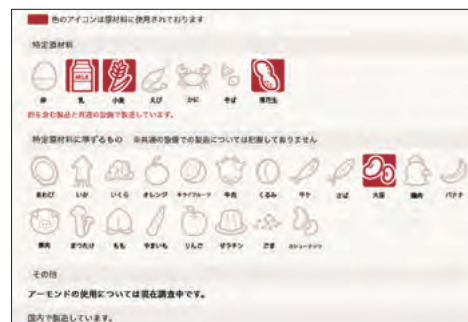 色のアイコンは原材料に使用されております
特定原材料
卵 乳 小麦 えび かに そば 落花生
卵を含む製品と共通の設備で製造しています。
特定原材料に準ずるもの ※共通の設備での製造については把握しておりません
あわび いか いくら オレンジ キウイフルーツ 牛肉 くるみ サケ さば 大豆 鶏肉 バナナ
豚肉 まつたけ もも やまいも りんご ゼラチン ごま カシューナッツ
その他
アーモンドの使用については現在調査中です。
国内で製造しています。